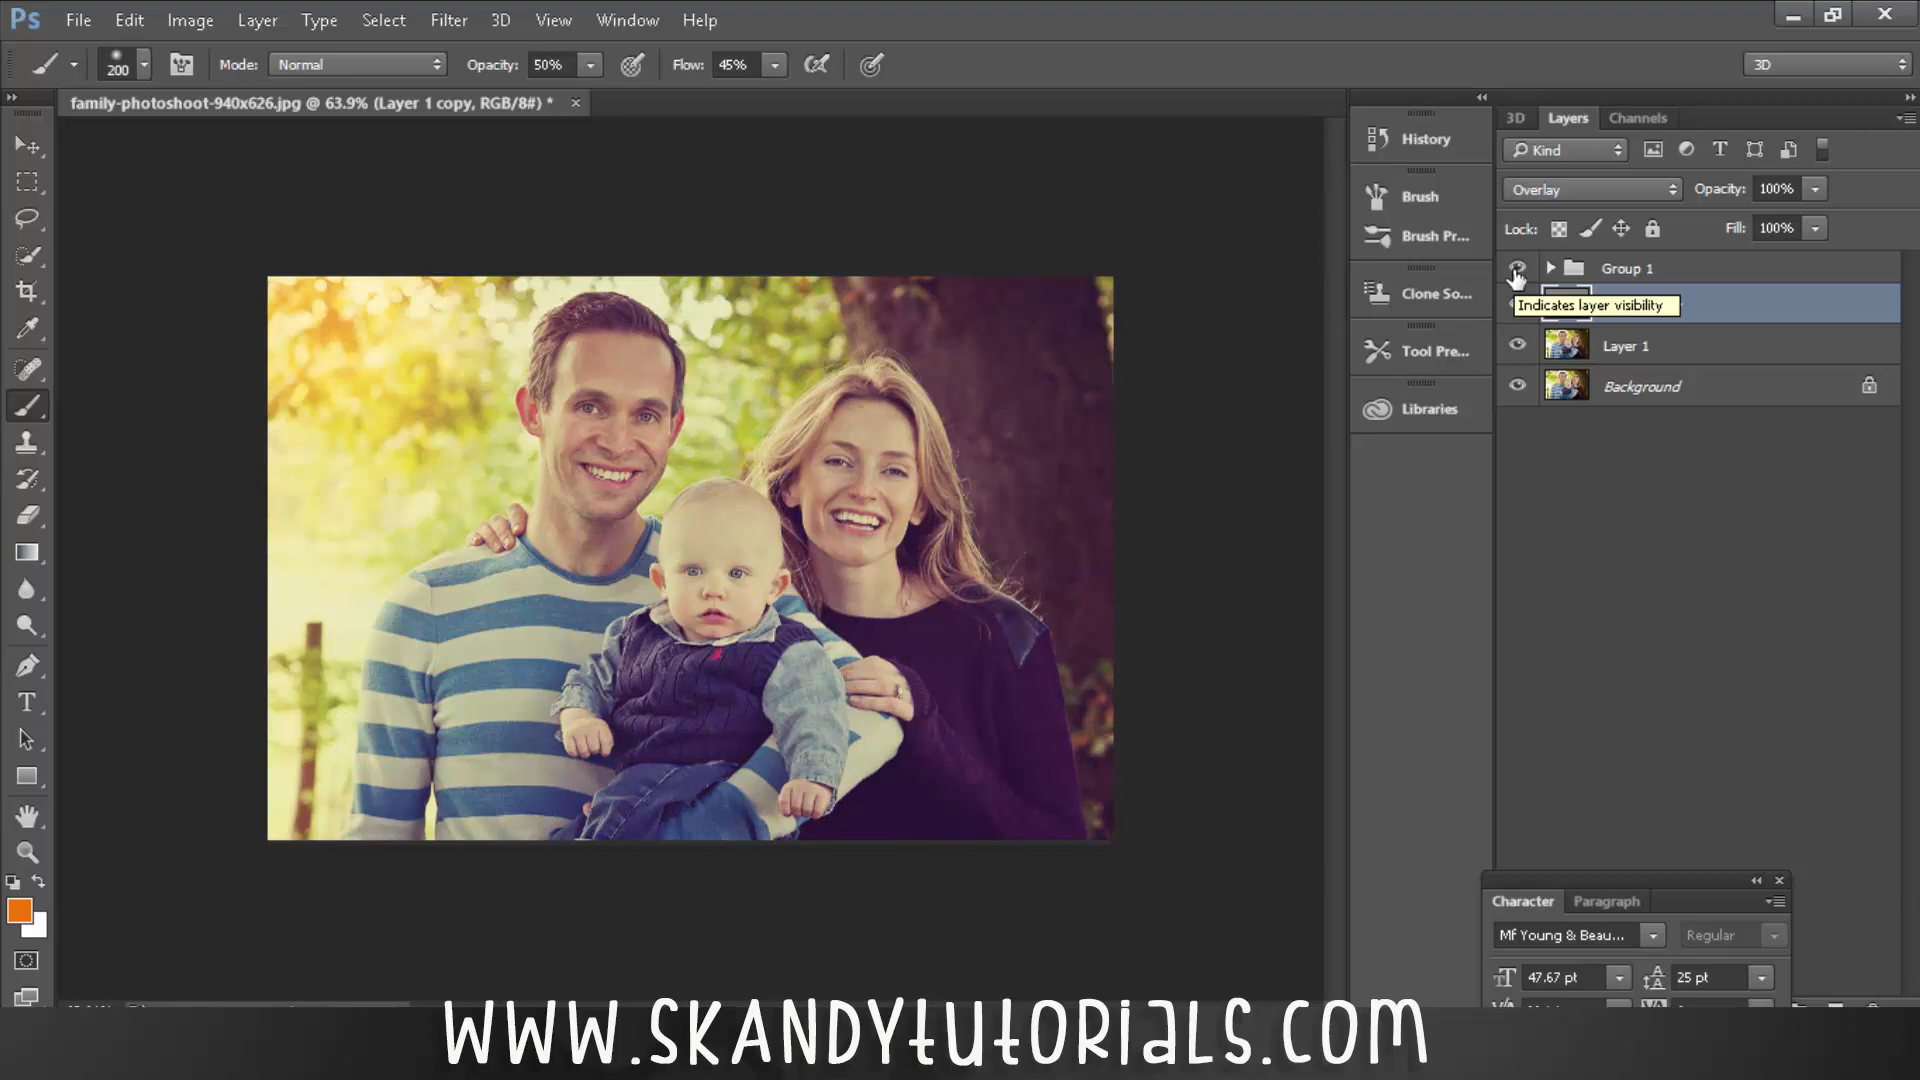 Ps File Edit Image Layer Type Select Filter 3D View Window Help
200 Mode: Normal Opacity: 50% Flow: 45% 3D
family-photoshoot-940x626.jpg @ 63.9% (Layer 1 copy, RGB/8#) *
History
Brush
Brush Pr...
Clone So...
Tool Pre...
Libraries
3D Layers Channels
Kind
Overlay Opacity: 100%
Lock: Fill: 100%
Group 1
Indicates layer visibility
Layer 1
Background
Character Paragraph
Mf Young & Beau... Regular
47.67 pt 25 pt
www.SKANDYtutorials.com